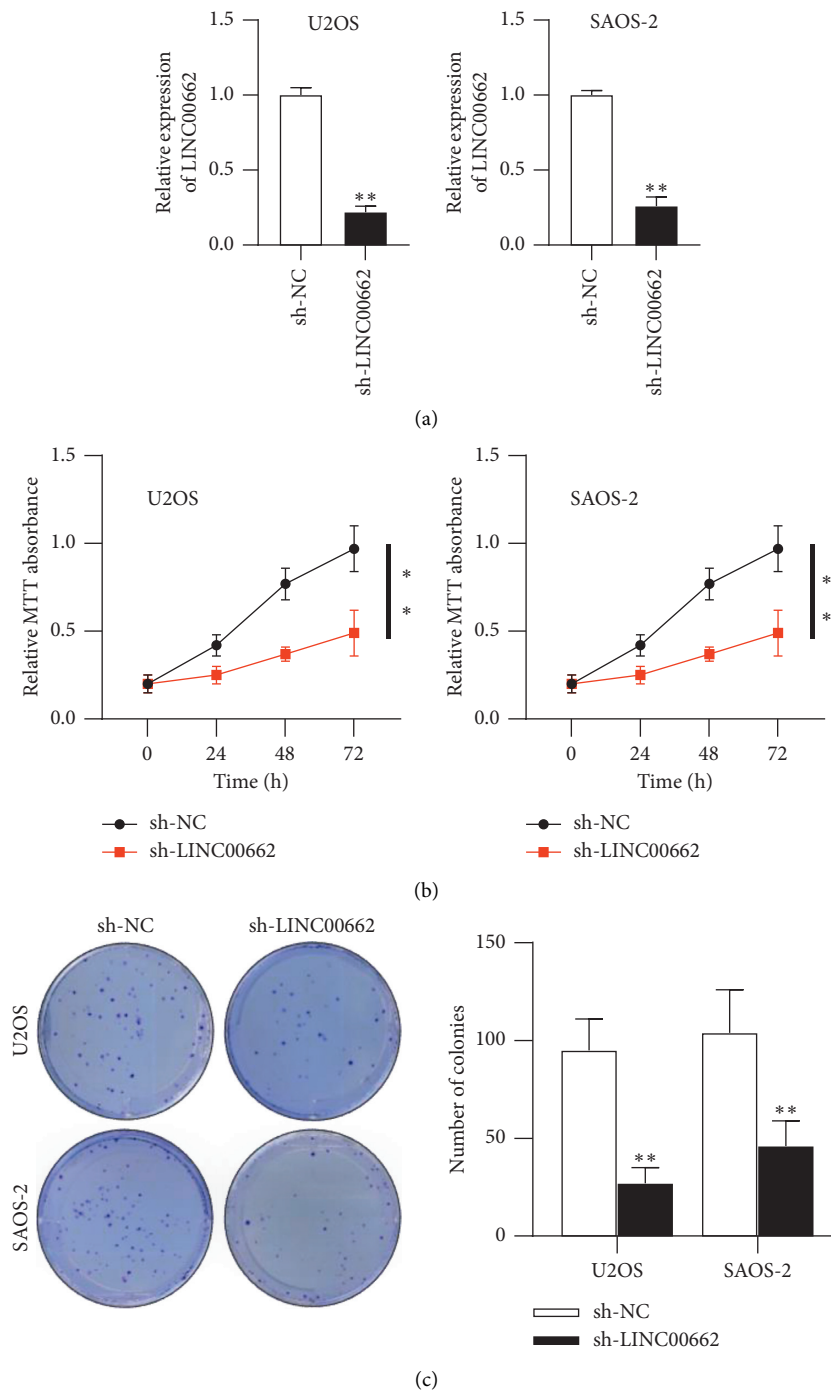 U2OS
1.5
1.0
0.5
0.0
Relative expression
of LINC00662
**
sh-NC
sh-LINC00662
SAOS-2
1.5
1.0
0.5
0.0
Relative expression
of LINC00662
**
sh-NC
sh-LINC00662
(a)
U2OS
1.5
1.0
0.5
0.0
Relative MTT absorbance
* *
0 24 48 72
Time (h)
sh-NC
sh-LINC00662
SAOS-2
1.5
1.0
0.5
0.0
Relative MTT absorbance
* *
0 24 48 72
Time (h)
sh-NC
sh-LINC00662
(b)
sh-NC sh-LINC00662
U2OS
SAOS-2
150
100
50
0
Number of colonies
**
**
U2OS SAOS-2
sh-NC
sh-LINC00662
(c)